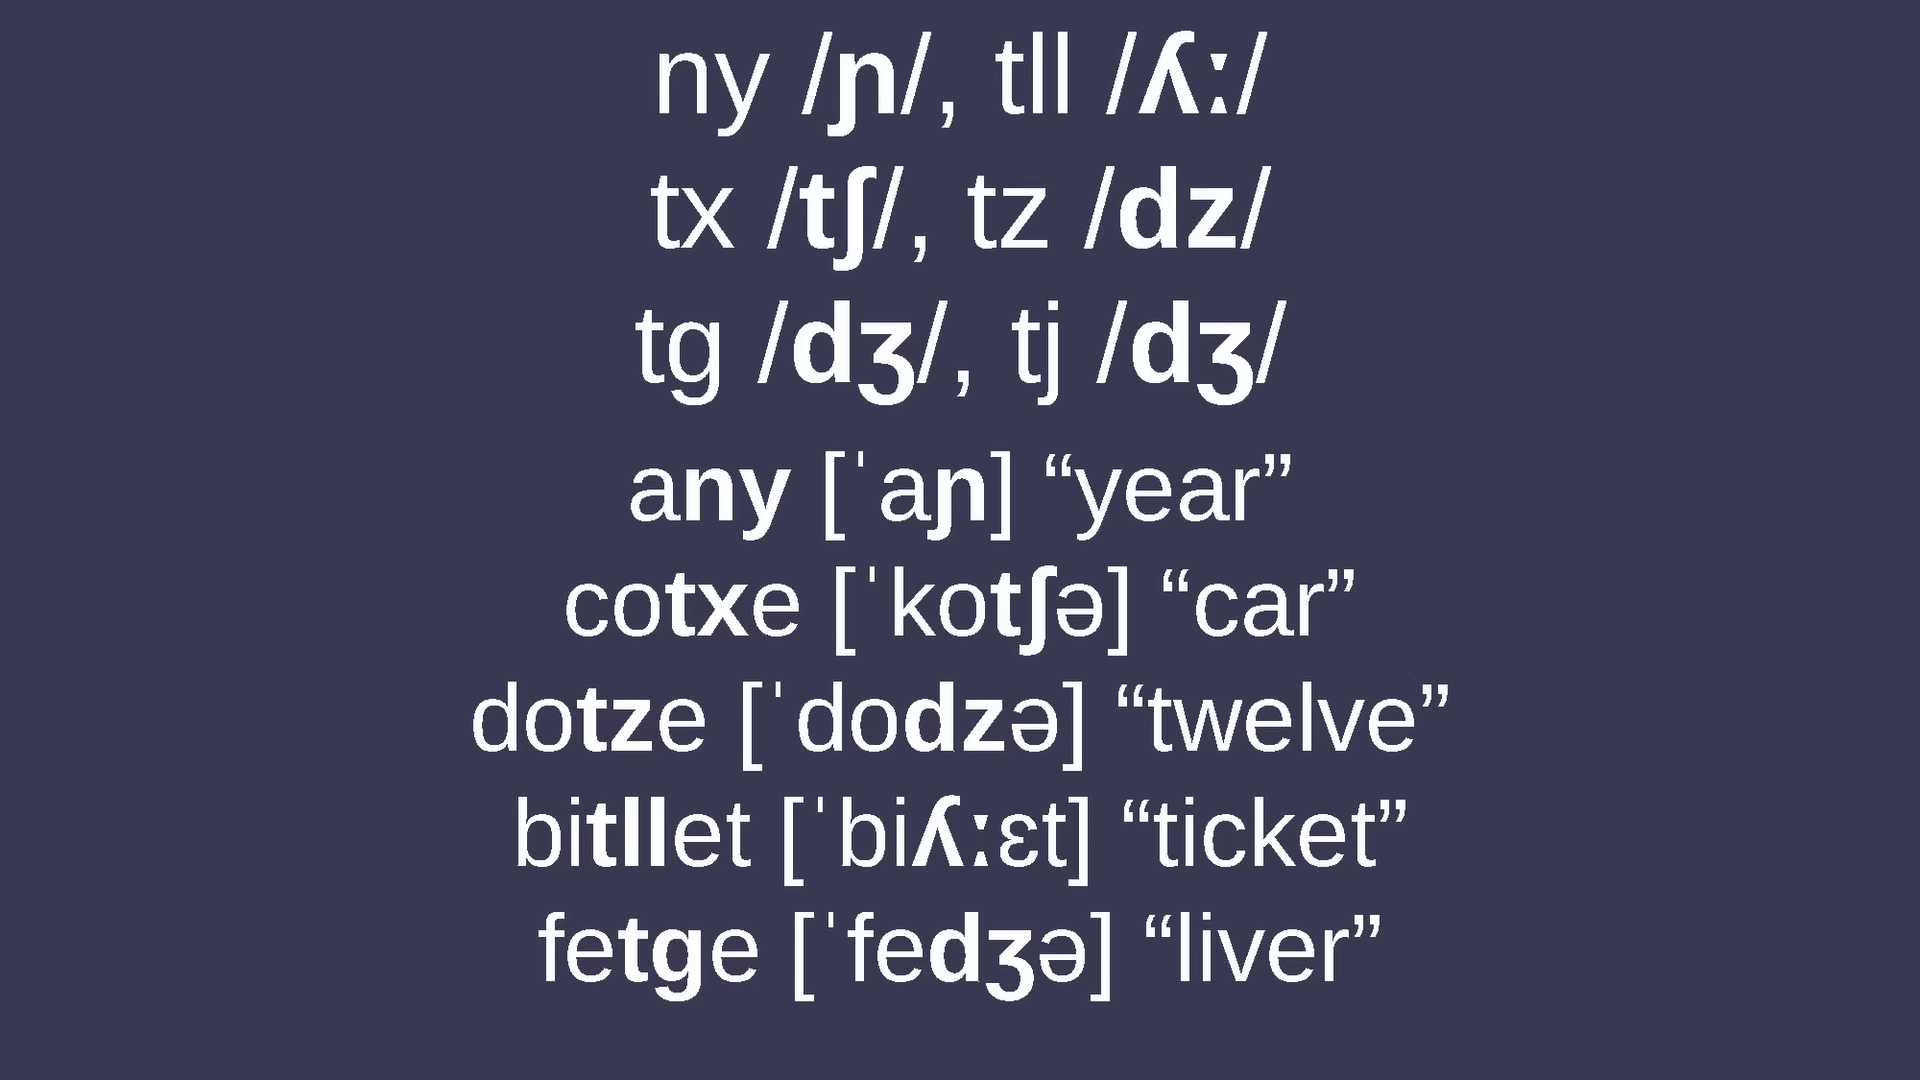 ny /ɲ/, tll /ʎː/
tx /tʃ/, tz /dz/
tg /dʒ/, tj /dʒ/
any [ˈaɲ] “year”
cotxe [ˈkotʃə] “car”
dotze [ˈdodzə] “twelve”
bitllet [ˈbiʎːɛt] “ticket”
fetge [ˈfedʒə] “liver”